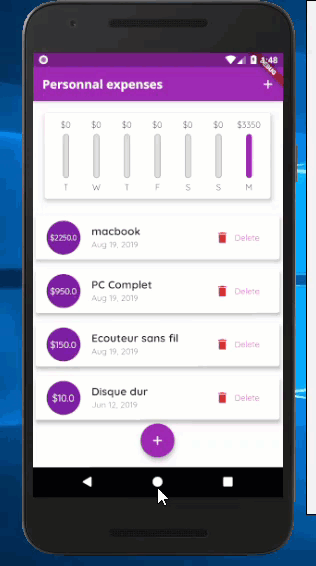 4:48
DEBUG
Personnal expenses
+
$0 $0 $0 $0 $0 $0 $3350
T W T F S S M
$2250.0 macbook Delete
Aug 19, 2019
$950.0 PC Complet Delete
Aug 19, 2019
$150.0 Ecouteur sans fil Delete
Aug 19, 2019
$10.0 Disque dur Delete
Jun 12, 2019
+